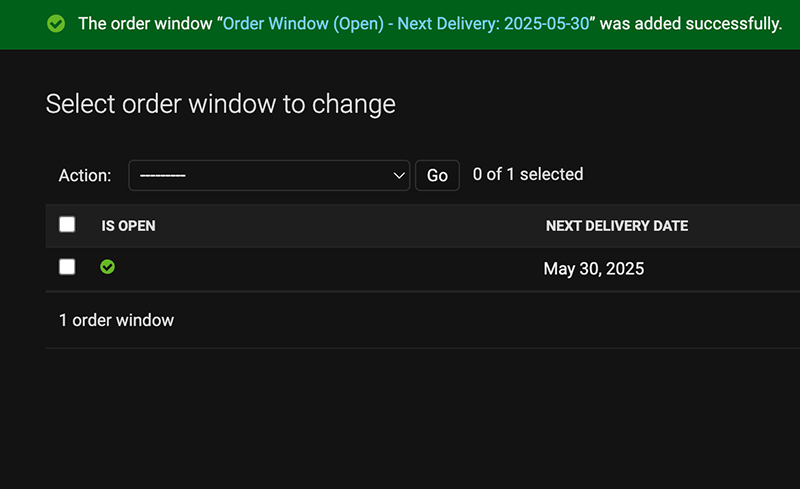 The order window “Order Window (Open) - Next Delivery: 2025-05-30” was added successfully.
Select order window to change
Action: --------- Go 0 of 1 selected
IS OPEN NEXT DELIVERY DATE
May 30, 2025
1 order window